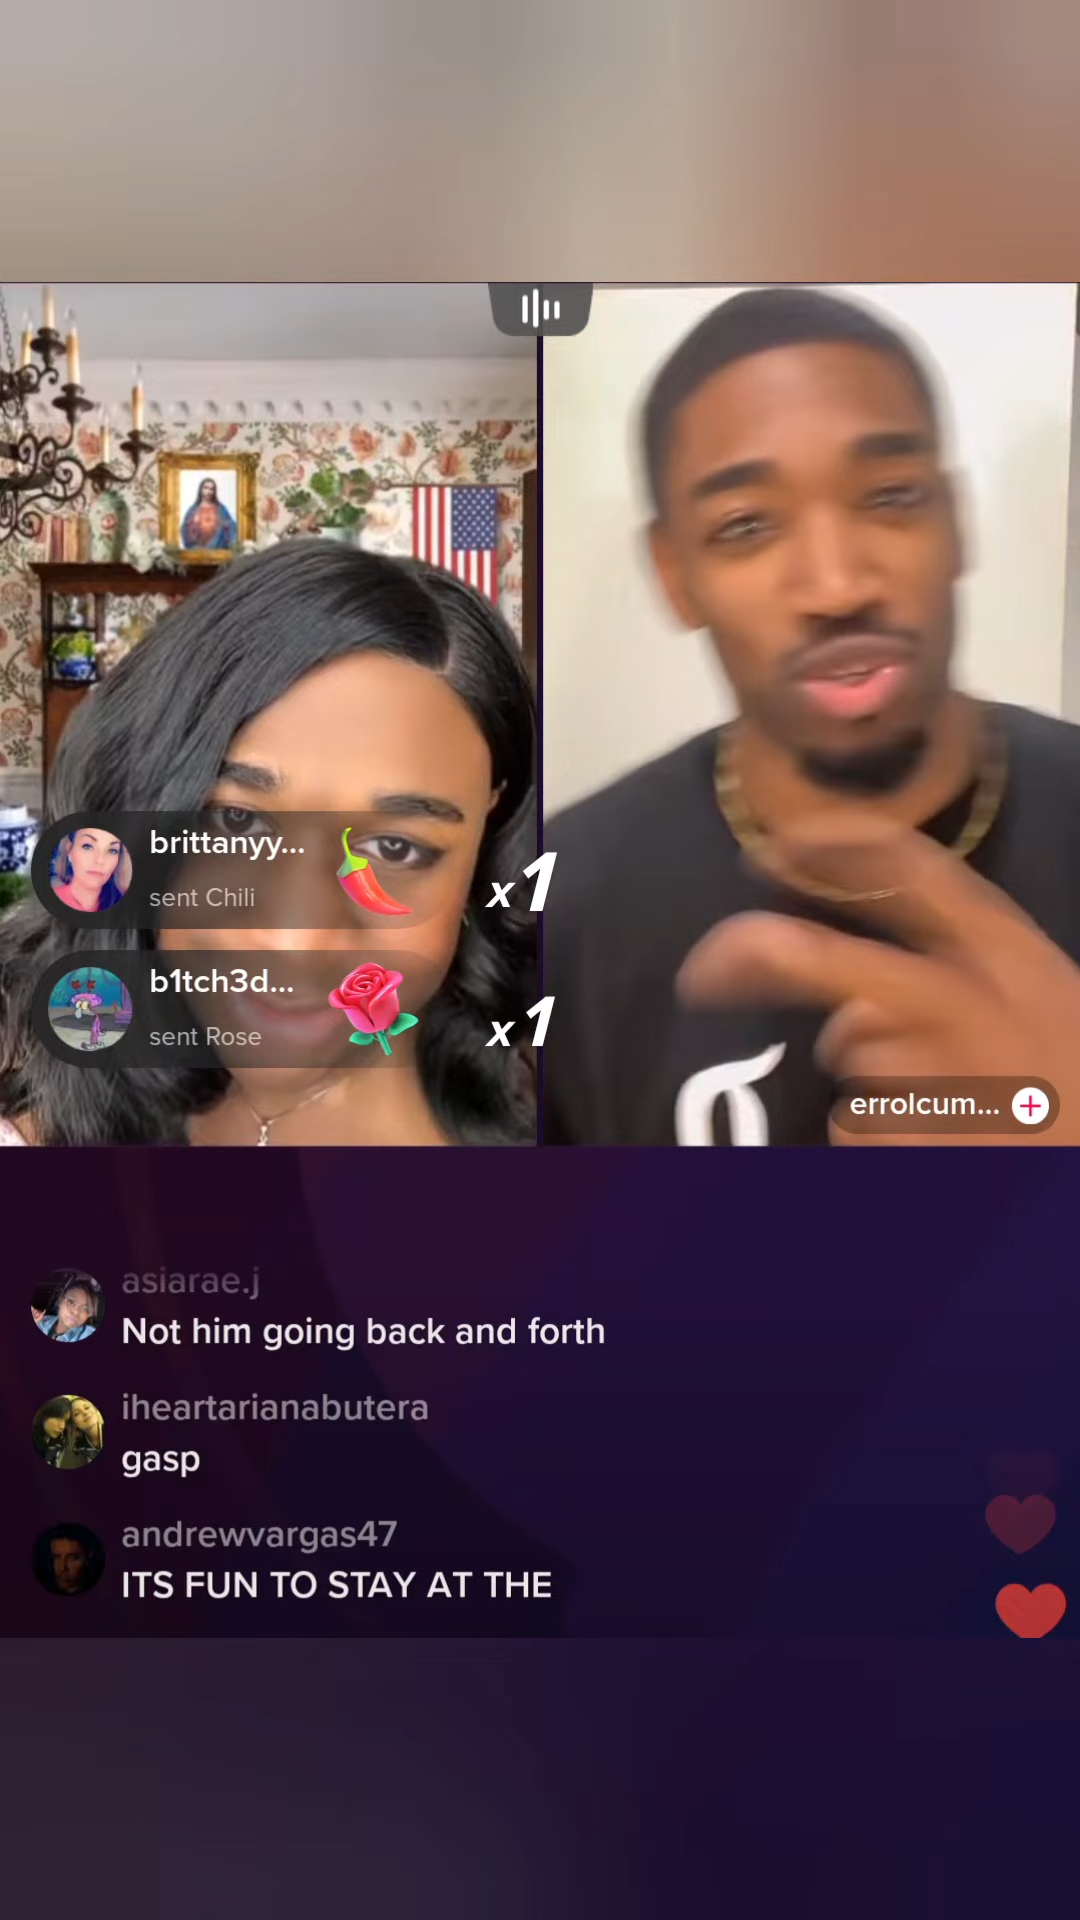 brittanyy...
sent Chili
x1
b1tch3d...
sent Rose
x1
errolcum...
asiarae.j
Not him going back and forth
iheartarianabutera
gasp
andrewvargas47
ITS FUN TO STAY AT THE